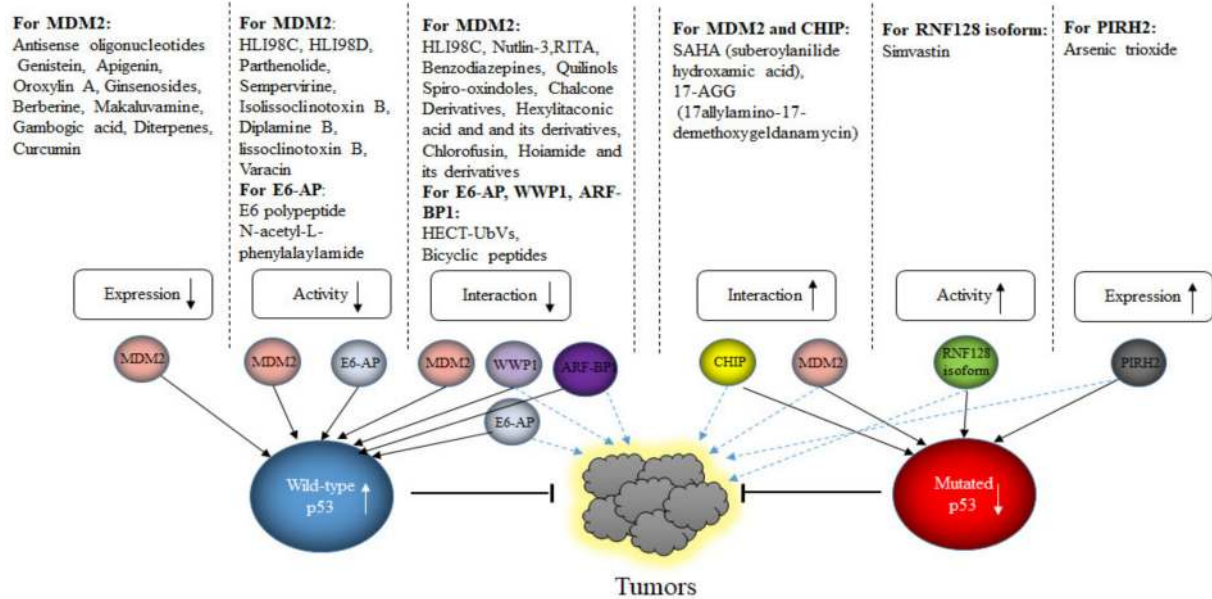 For MDM2:
Antisense oligonucleotides
Genistein, Apigenin,
Oroxylin A, Ginsenosides,
Berberine, Makaluvamine,
Gambogic acid, Diterpenes,
Curcumin
For MDM2:
HLI98C, HLI98D,
Parthenolide,
Sempervirine,
Isolissoclinotoxin B,
Diplamine B,
lissoclinotoxin B,
Varacin
For E6-AP:
E6 polypeptide
N-acetyl-L-
phenylalaylamide
For MDM2:
HLI98C, Nutlin-3,RITA,
Benzodiazepines, Quilinols
Spiro-oxindoles, Chalcone
Derivatives, Hexylitaconic
acid and and its derivatives,
Chlorofusin, Hoiamide and
its derivatives
For E6-AP, WWP1, ARF-
BP1:
HECT-UbVs,
Bicyclic peptides
For MDM2 and CHIP:
SAHA (suberoylanilide
hydroxamic acid),
17-AGG
(17allylamino-17-
demethoxygeldanamycin)
For RNF128 isoform:
Simvastin
For PIRH2:
Arsenic trioxide
Expression
Activity
Interaction
Interaction
Activity
Expression
MDM2
MDM2
E6-AP
MDM2
WWP1
ARF-BP1
E6-AP
CHIP
MDM2
RNF128
isoform
PIRH2
Wild-type
p53
Mutated
p53
Tumors